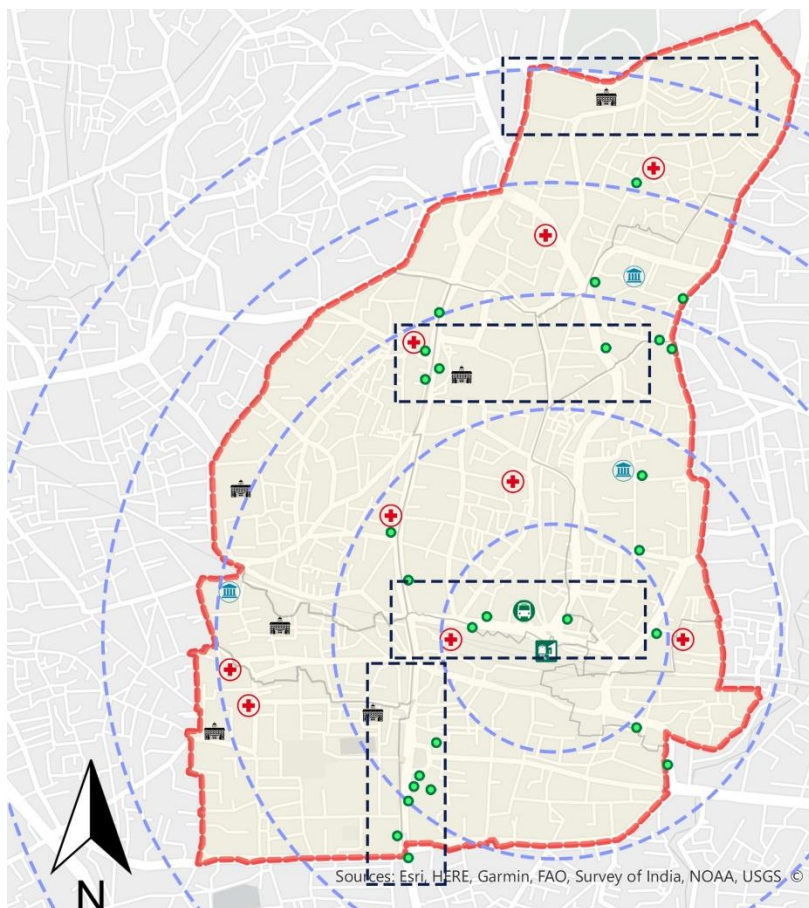 N
Sources: Esri, HERE, Garmin, FAO, Survey of India, NOAA, USGS, ©